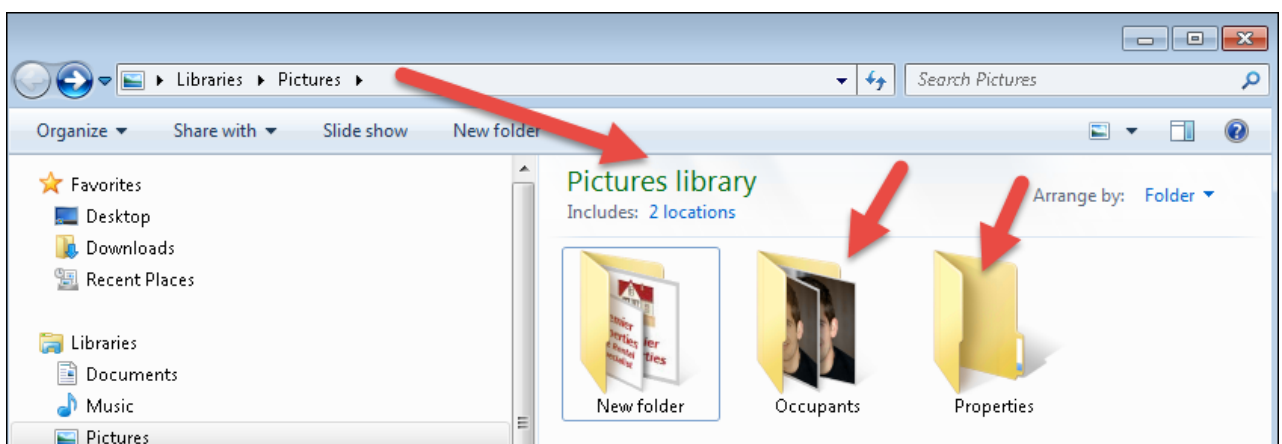 Libraries Pictures
Search Pictures
Organize Share with Slide show New folder
Favorites
Desktop
Downloads
Recent Places
Libraries
Documents
Music
Pictures
Pictures library
Includes: 2 locations
Arrange by: Folder
New folder
Occupants
Properties